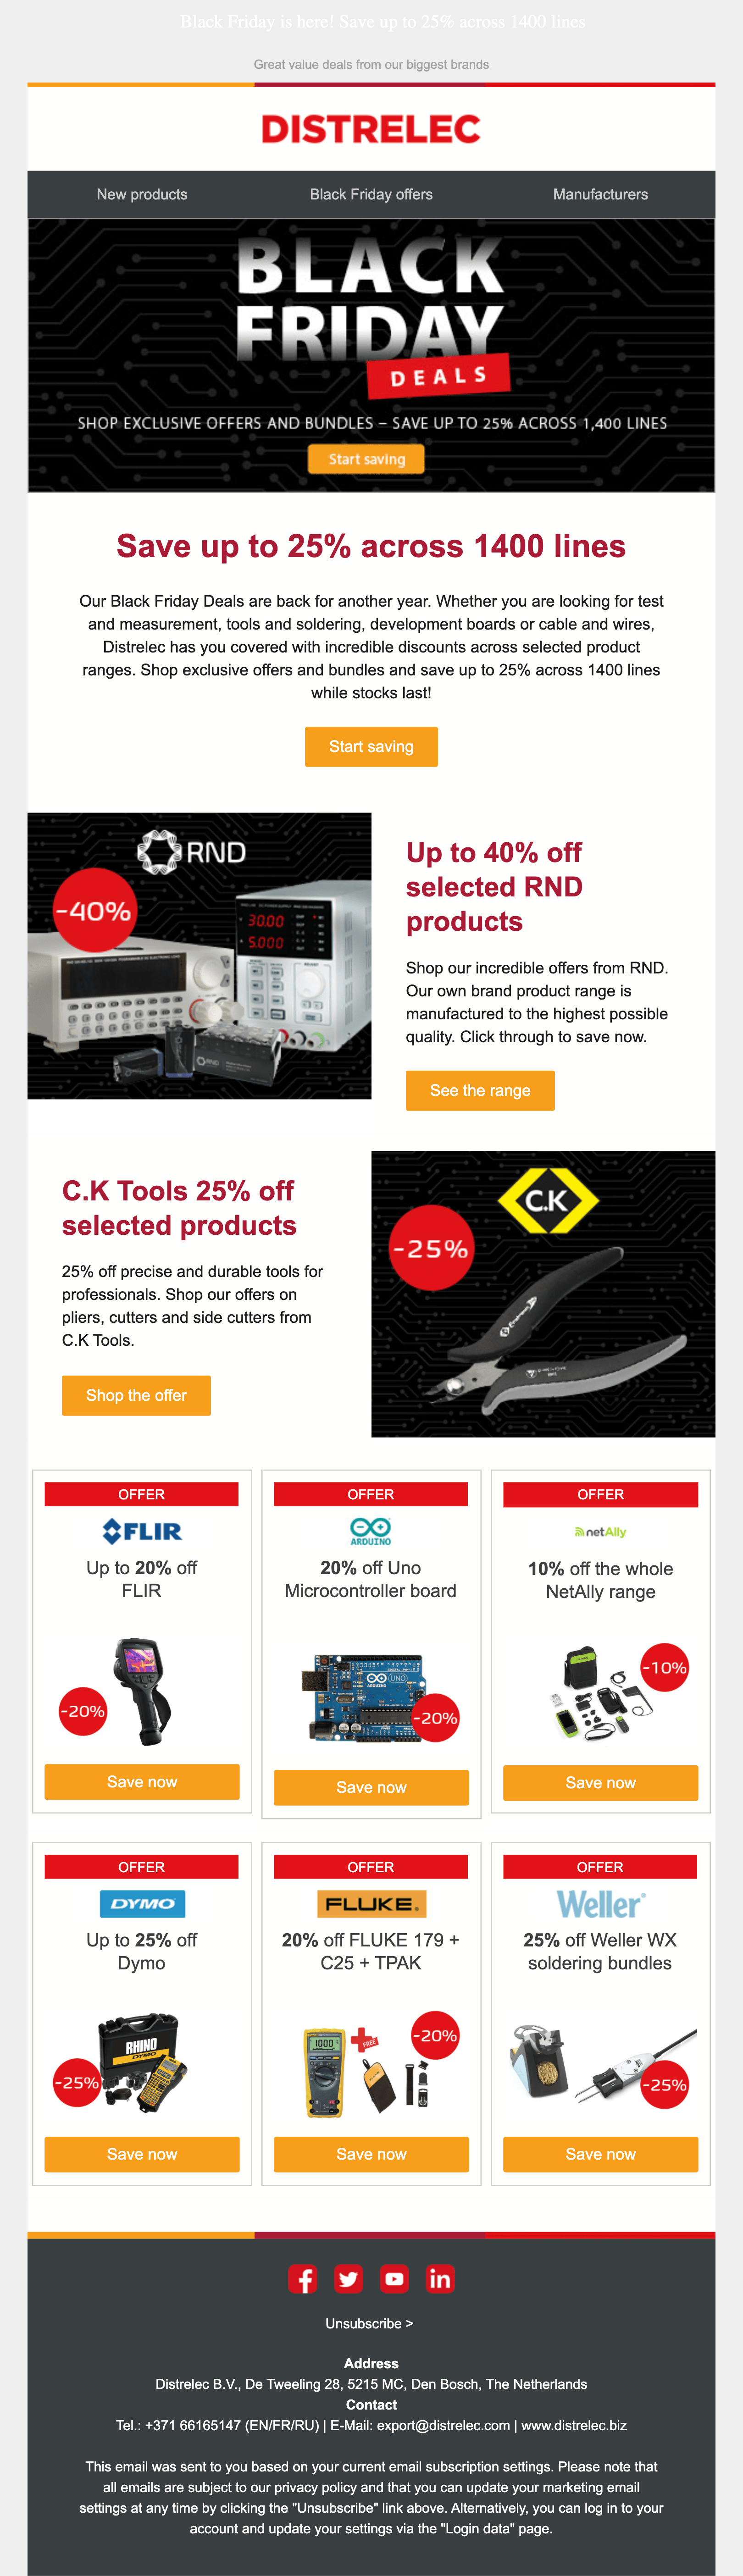 Black Friday is here! Save up to 25% across 1400 lines
Great value deals from our biggest brands
DISTRELEC
New products
Black Friday offers
Manufacturers
BLACK
FRIDAY
DEALS
SHOP EXCLUSIVE OFFERS AND BUNDLES – SAVE UP TO 25% ACROSS 1,400 LINES
Start saving
Save up to 25% across 1400 lines
Our Black Friday Deals are back for another year. Whether you are looking for test
and measurement, tools and soldering, development boards or cable and wires,
Distrelec has you covered with incredible discounts across selected product
ranges. Shop exclusive offers and bundles and save up to 25% across 1400 lines
while stocks last!
Start saving
RND
-40%
30.00
5.000
Up to 40% off
selected RND
products
Shop our incredible offers from RND.
Our own brand product range is
manufactured to the highest possible
quality. Click through to save now.
See the range
C.K Tools 25% off
selected products
25% off precise and durable tools for
professionals. Shop our offers on
pliers, cutters and side cutters from
C.K Tools.
Shop the offer
C.K
-25%
OFFER
FLIR
Up to 20% off
FLIR
-20%
Save now
OFFER
ARDUINO
20% off Uno
Microcontroller board
UNO
ARDUINO
-20%
Save now
OFFER
netAlly
10% off the whole
NetAlly range
-10%
Save now
OFFER
DYMO
Up to 25% off
Dymo
RHINO
DYMO
-25%
Save now
OFFER
FLUKE
20% off FLUKE 179 +
C25 + TPAK
1000
FREE
-20%
Save now
OFFER
Weller
25% off Weller WX
soldering bundles
-25%
Save now
Unsubscribe >
Address
Distrelec B.V., De Tweeling 28, 5215 MC, Den Bosch, The Netherlands
Contact
Tel.: +371 66165147 (EN/FR/RU) | E-Mail: export@distrelec.com | www.distrelec.biz
This email was sent to you based on your current email subscription settings. Please note that
all emails are subject to our privacy policy and that you can update your marketing email
settings at any time by clicking the "Unsubscribe" link above. Alternatively, you can log in to your
account and update your settings via the "Login data" page.